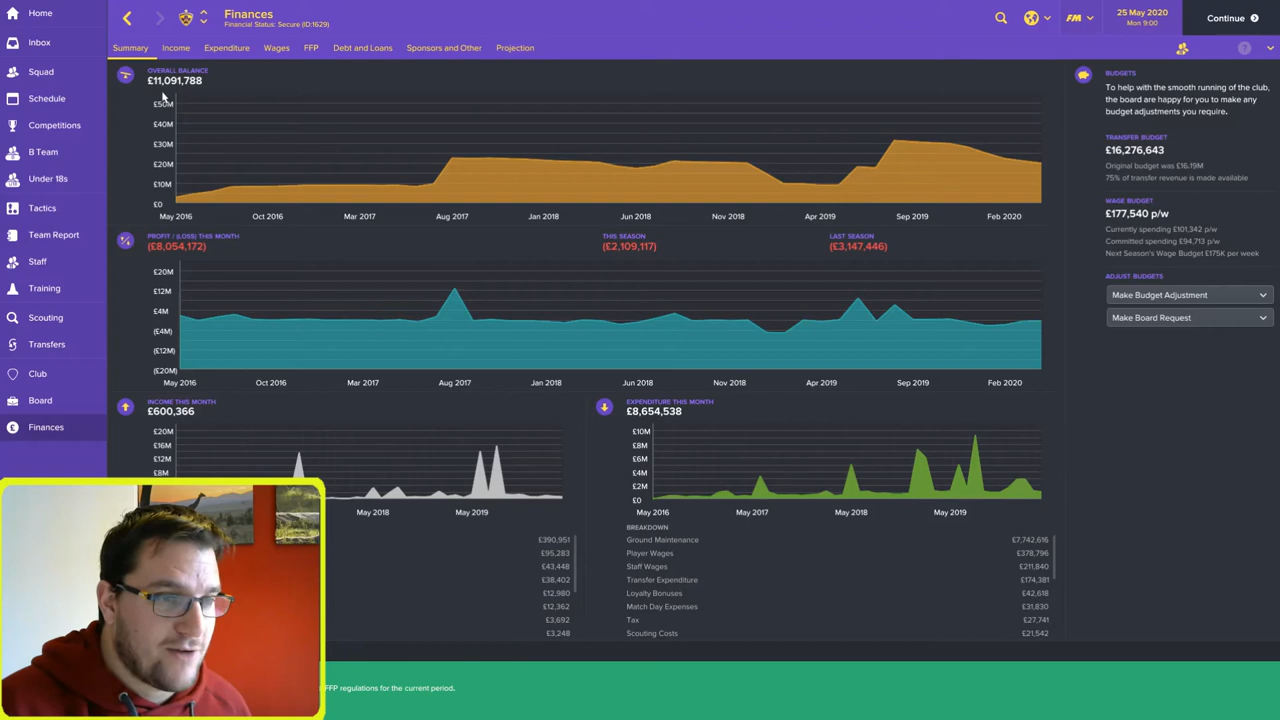 Home
Inbox
Squad
Schedule
Competitions
B Team
Under 18s
Tactics
Team Report
Staff
Training
Scouting
Transfers
Club
Board
Finances
Finances
Financial Status: Secure (ID:1629)
FM
25 May 2020
Mon 9:00
Continue
Summary
Income
Expenditure
Wages
FFP
Debt and Loans
Sponsors and Other
Projection
OVERALL BALANCE
£11,091,788
£50M
£40M
£30M
£20M
£10M
£0
May 2016 Oct 2016 Mar 2017 Aug 2017 Jan 2018 Jun 2018 Nov 2018 Apr 2019 Sep 2019 Feb 2020
PROFIT / (LOSS) THIS MONTH
(£8,054,172)
THIS SEASON
(£2,109,117)
LAST SEASON
(£3,147,446)
£20M
£12M
£4M
(£4M)
(£12M)
(£20M)
May 2016 Oct 2016 Mar 2017 Aug 2017 Jan 2018 Jun 2018 Nov 2018 Apr 2019 Sep 2019 Feb 2020
INCOME THIS MONTH
£600,366
£20M
£16M
£12M
£8M
May 2018 May 2019
£390,951
£95,283
£43,448
£38,402
£12,980
£12,362
£3,692
£3,248
EXPENDITURE THIS MONTH
£8,654,538
£10M
£8M
£6M
£4M
£2M
£0
May 2016 May 2017 May 2018 May 2019
BREAKDOWN
Ground Maintenance £7,742,616
Player Wages £378,796
Staff Wages £211,840
Transfer Expenditure £174,381
Loyalty Bonuses £42,618
Match Day Expenses £31,830
Tax £27,741
Scouting Costs £21,542
BUDGETS
To help with the smooth running of the club,
the board are happy for you to make any
budget adjustments you require.
TRANSFER BUDGET
£16,276,643
Original budget was £16.19M
75% of transfer revenue is made available
WAGE BUDGET
£177,540 p/w
Currently spending £101,342 p/w
Committed spending £94,713 p/w
Next Season's Wage Budget £175K per week
ADJUST BUDGETS
Make Budget Adjustment
Make Board Request
FFP regulations for the current period.